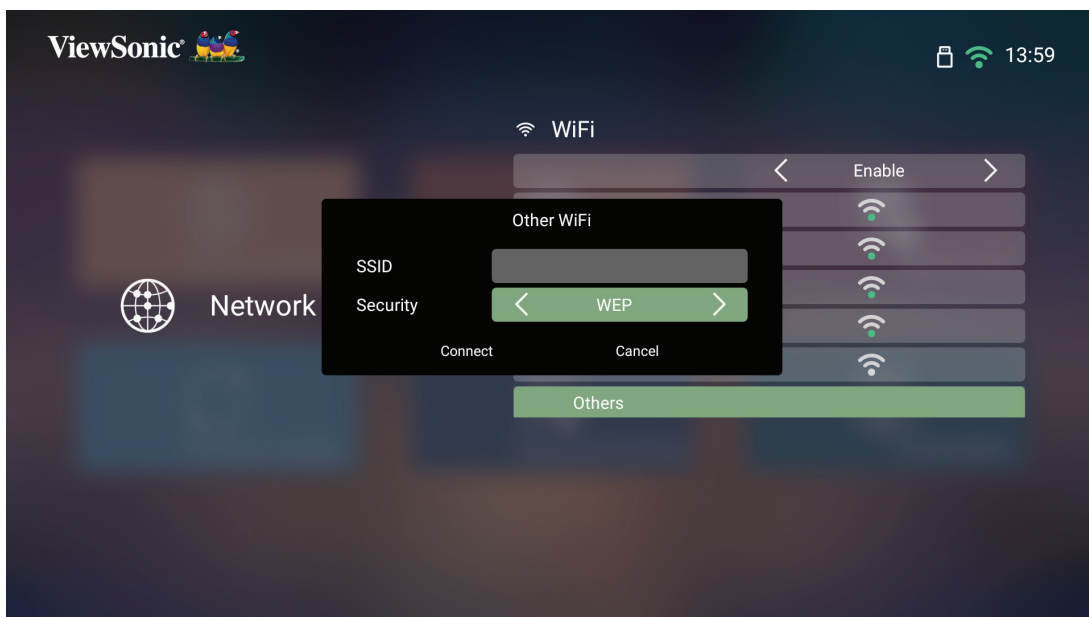 ViewSonic®
13:59
WiFi
Enable
Other WiFi
SSID
Network
Security WEP
Connect Cancel
Others